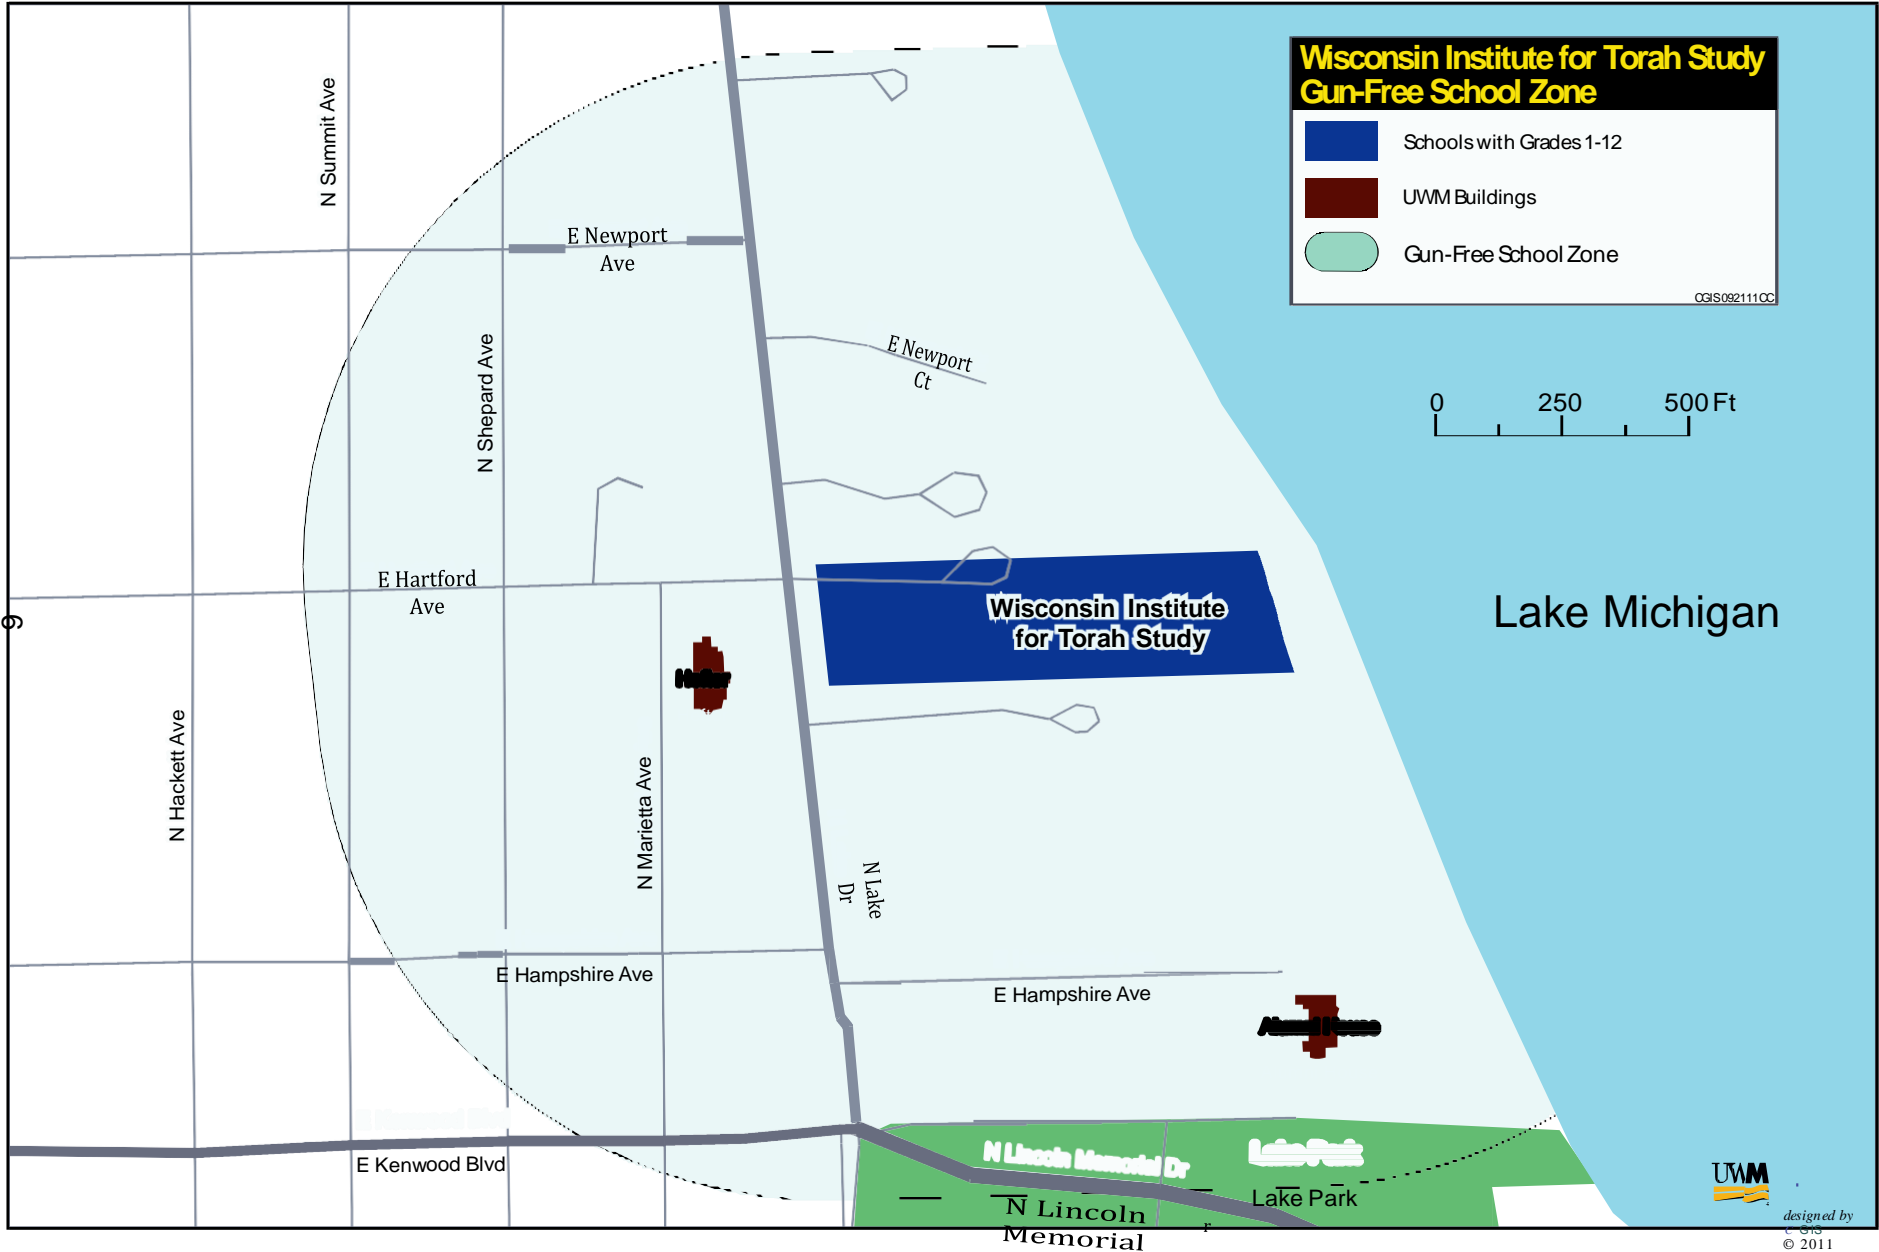 Wisconsin Institute for Torah Study
Gun-Free School Zone
Schools with Grades 1-12
UWM Buildings
Gun-Free School Zone
CGIS092111CC
N Summit Ave
E Newport
Ave
N Shepard Ave
E Newport
Ct
0 250 500 Ft
E Hartford
Ave
9
Wisconsin Institute
for Torah Study
Lake Michigan
N Hackett Ave
N Marietta Ave
N Lake
Dr
E Hampshire Ave
E Hampshire Ave
E Kenwood Blvd
N Lincoln Memorial Dr
Lake Park
Lake Park
N Lincoln
Memorial
r
UWM
designed by
© 2011